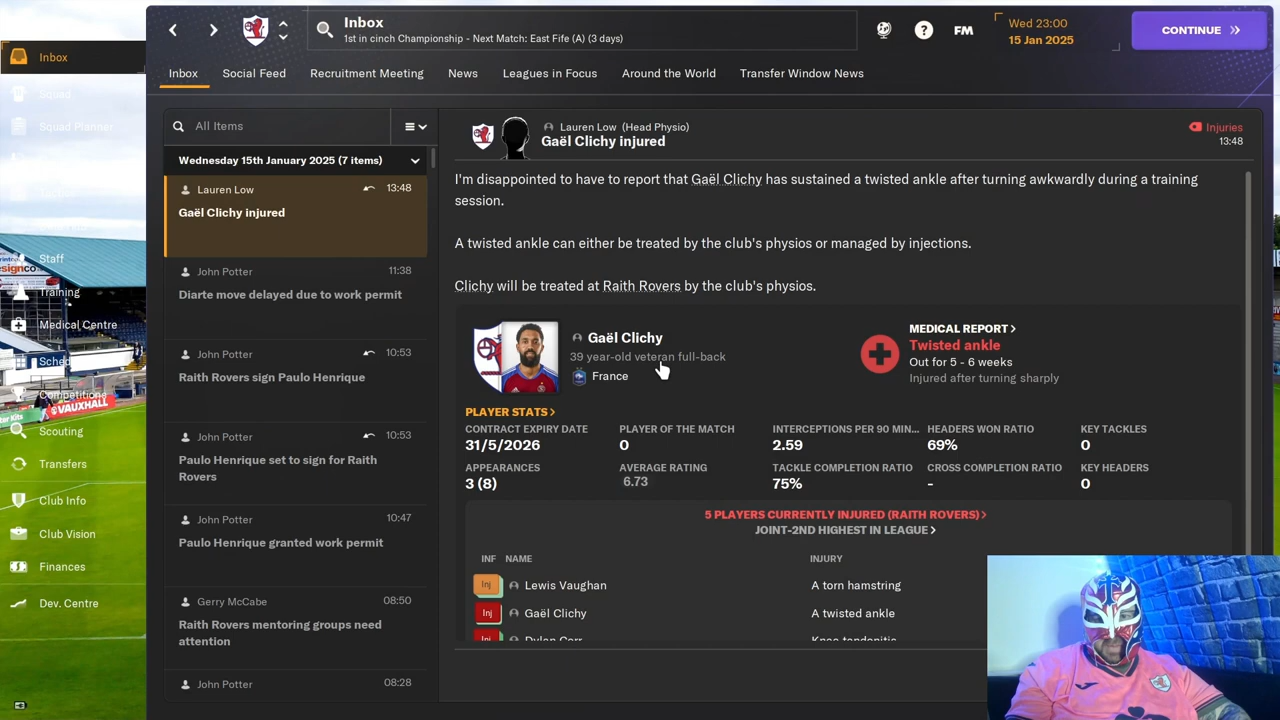 Inbox
1st in cinch Championship - Next Match: East Fife (A) (3 days)
FM
Wed 23:00
15 Jan 2025
CONTINUE
Inbox
Social Feed
Recruitment Meeting
News
Leagues in Focus
Around the World
Transfer Window News
Inbox
Squad
Squad Planner
Staff
Training
Medical Centre
Sched
Competitions
Scouting
Transfers
Club Info
Club Vision
Finances
Dev. Centre
VAUXHALL
All Items
Wednesday 15th January 2025 (7 items)
Lauren Low 13:48
Gaël Clichy injured
John Potter 11:38
Diarte move delayed due to work permit
John Potter 10:53
Raith Rovers sign Paulo Henrique
John Potter 10:53
Paulo Henrique set to sign for Raith
Rovers
John Potter 10:47
Paulo Henrique granted work permit
Gerry McCabe 08:50
Raith Rovers mentoring groups need
attention
John Potter 08:28
Lauren Low (Head Physio)
Gaël Clichy injured
Injuries
13:48
I'm disappointed to have to report that Gaël Clichy has sustained a twisted ankle after turning awkwardly during a training
session.
A twisted ankle can either be treated by the club's physios or managed by injections.
Clichy will be treated at Raith Rovers by the club's physios.
Gaël Clichy
39 year-old veteran full-back
France
MEDICAL REPORT >
Twisted ankle
Out for 5 - 6 weeks
Injured after turning sharply
PLAYER STATS >
CONTRACT EXPIRY DATE
31/5/2026
PLAYER OF THE MATCH
0
INTERCEPTIONS PER 90 MIN...
2.59
HEADERS WON RATIO
69%
KEY TACKLES
0
APPEARANCES
3 (8)
AVERAGE RATING
6.73
TACKLE COMPLETION RATIO
75%
CROSS COMPLETION RATIO
-
KEY HEADERS
0
5 PLAYERS CURRENTLY INJURED (RAITH ROVERS) >
JOINT-2ND HIGHEST IN LEAGUE >
INF NAME INJURY
Inj Lewis Vaughan A torn hamstring
Inj Gaël Clichy A twisted ankle
Inj Dylan Corr Knee tendonitis